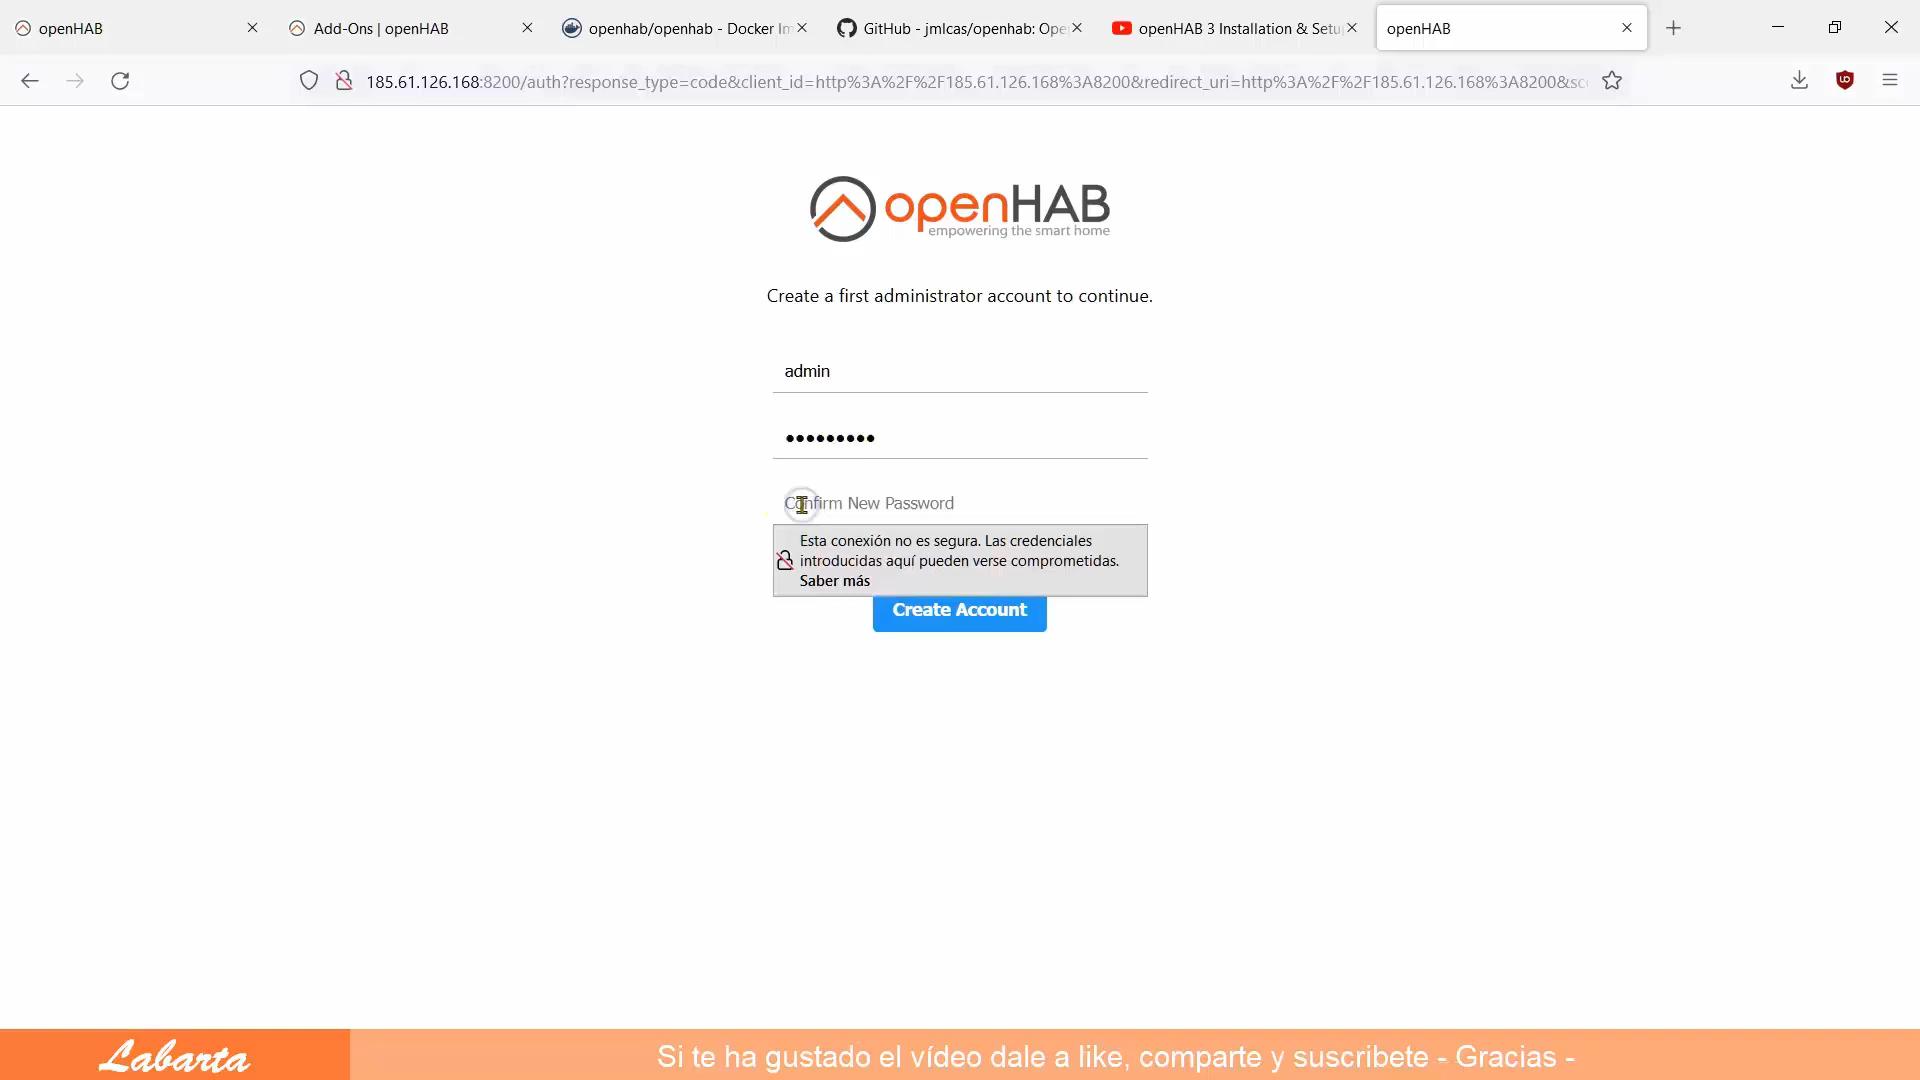 openHAB
Add-Ons | openHAB
openhab/openhab - Docker Im
GitHub - jmlcas/openhab: Ope
openHAB 3 Installation & Setu
openHAB
185.61.126.168:8200/auth?response_type=code&client_id=http%3A%2F%2F185.61.126.168%3A8200&redirect_uri=http%3A%2F%2F185.61.126.168%3A8200&sc
openHAB
empowering the smart home
Create a first administrator account to continue.
admin
•••••••••
Confirm New Password
Esta conexión no es segura. Las credenciales
introducidas aquí pueden verse comprometidas.
Saber más
Create Account
Labarta
Si te ha gustado el vídeo dale a like, comparte y suscribete - Gracias -